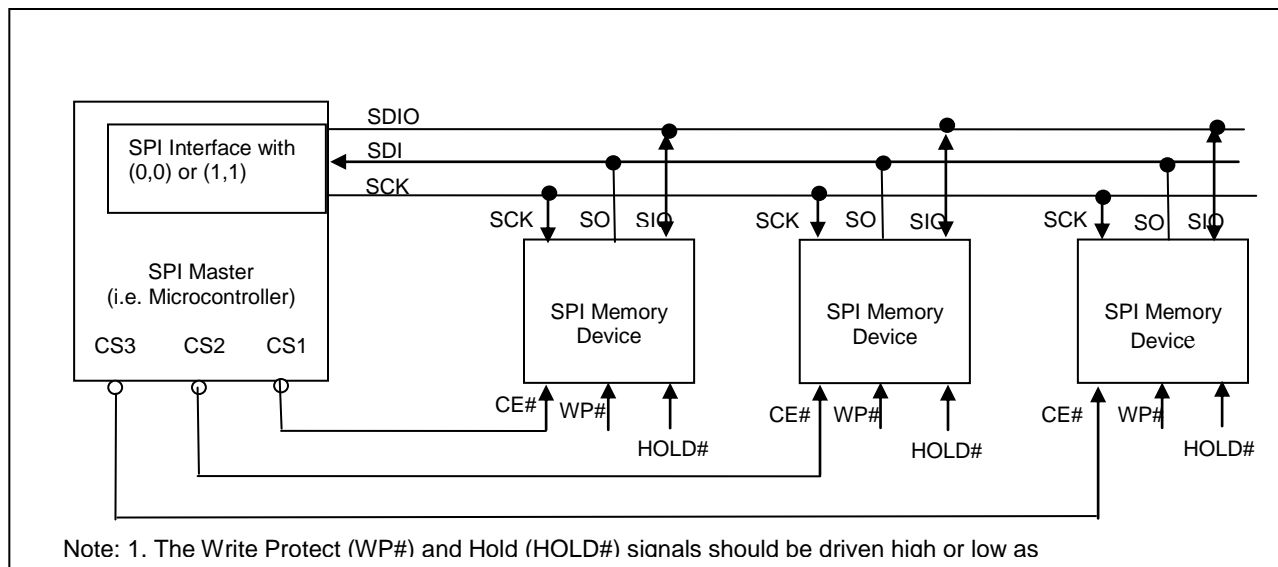 SDIO
SPI Interface with
(0,0) or (1,1)
SDI
SCK
SCK SO SIO
SCK SO SIO
SCK SO SIO
SPI Master
(i.e. Microcontroller)
SPI Memory
Device
SPI Memory
Device
SPI Memory
Device
CS3 CS2 CS1
CE# WP# HOLD#
CE# WP# HOLD#
CE# WP# HOLD#
Note: 1. The Write Protect (WP#) and Hold (HOLD#) signals should be driven high or low as